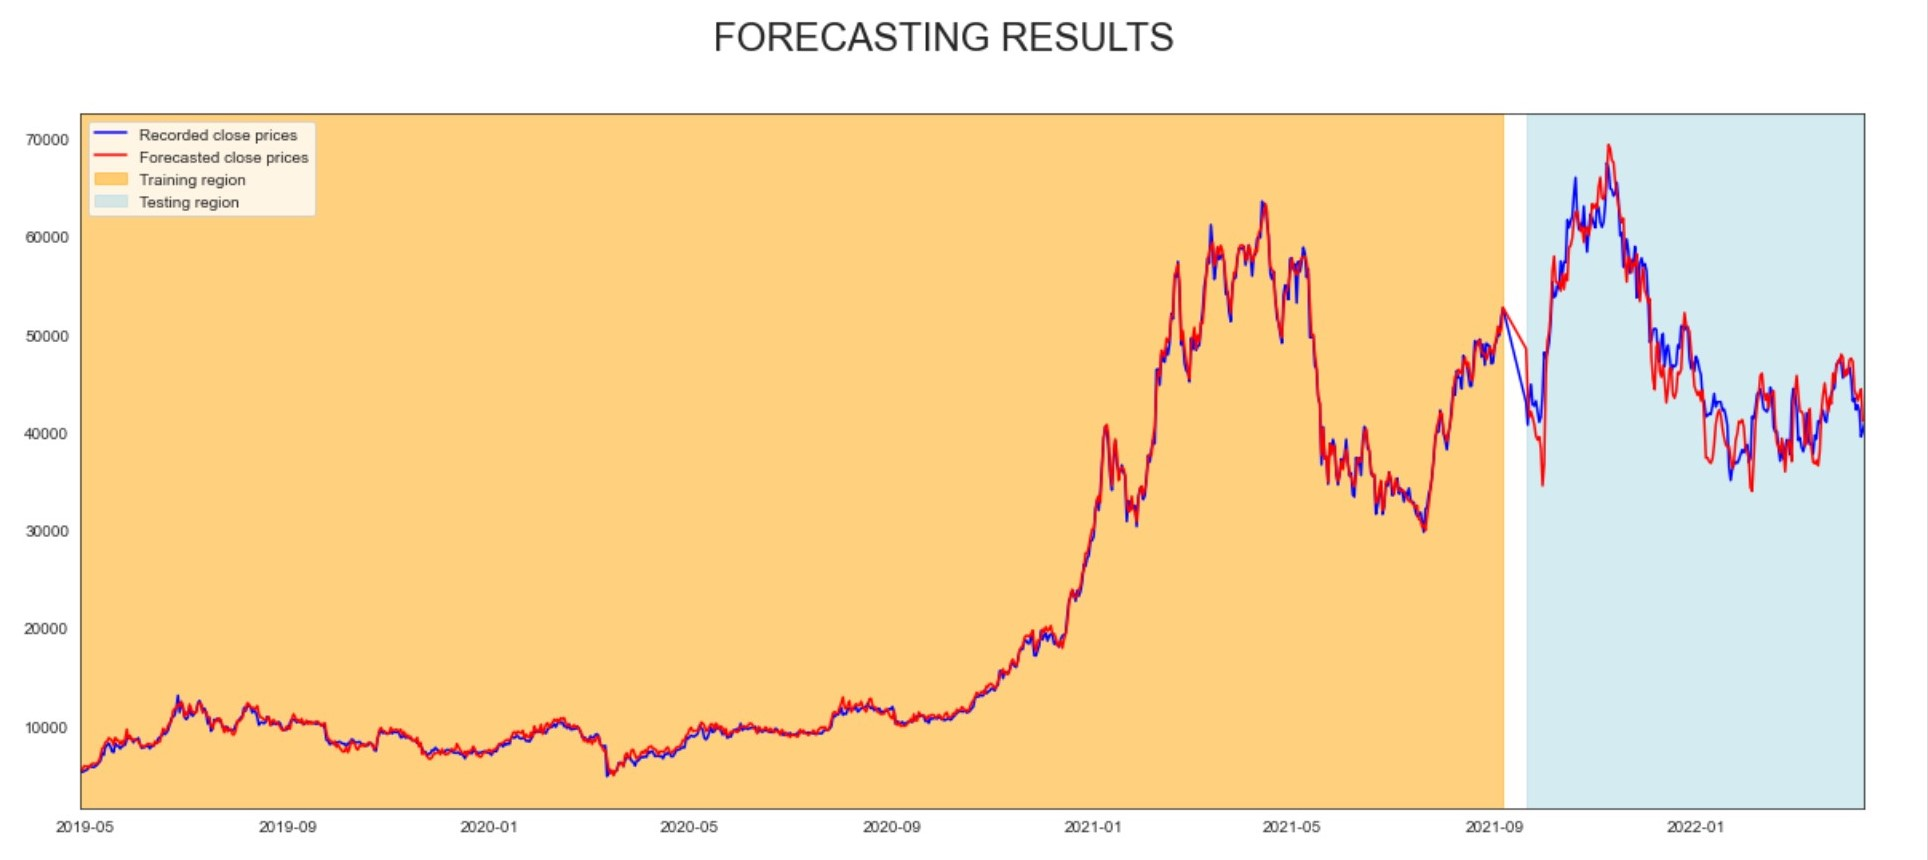 FORECASTING RESULTS
Recorded close prices
Forecasted close prices
Training region
Testing region
70000
60000
50000
40000
30000
20000
10000
2019-05 2019-09 2020-01 2020-05 2020-09 2021-01 2021-05 2021-09 2022-01